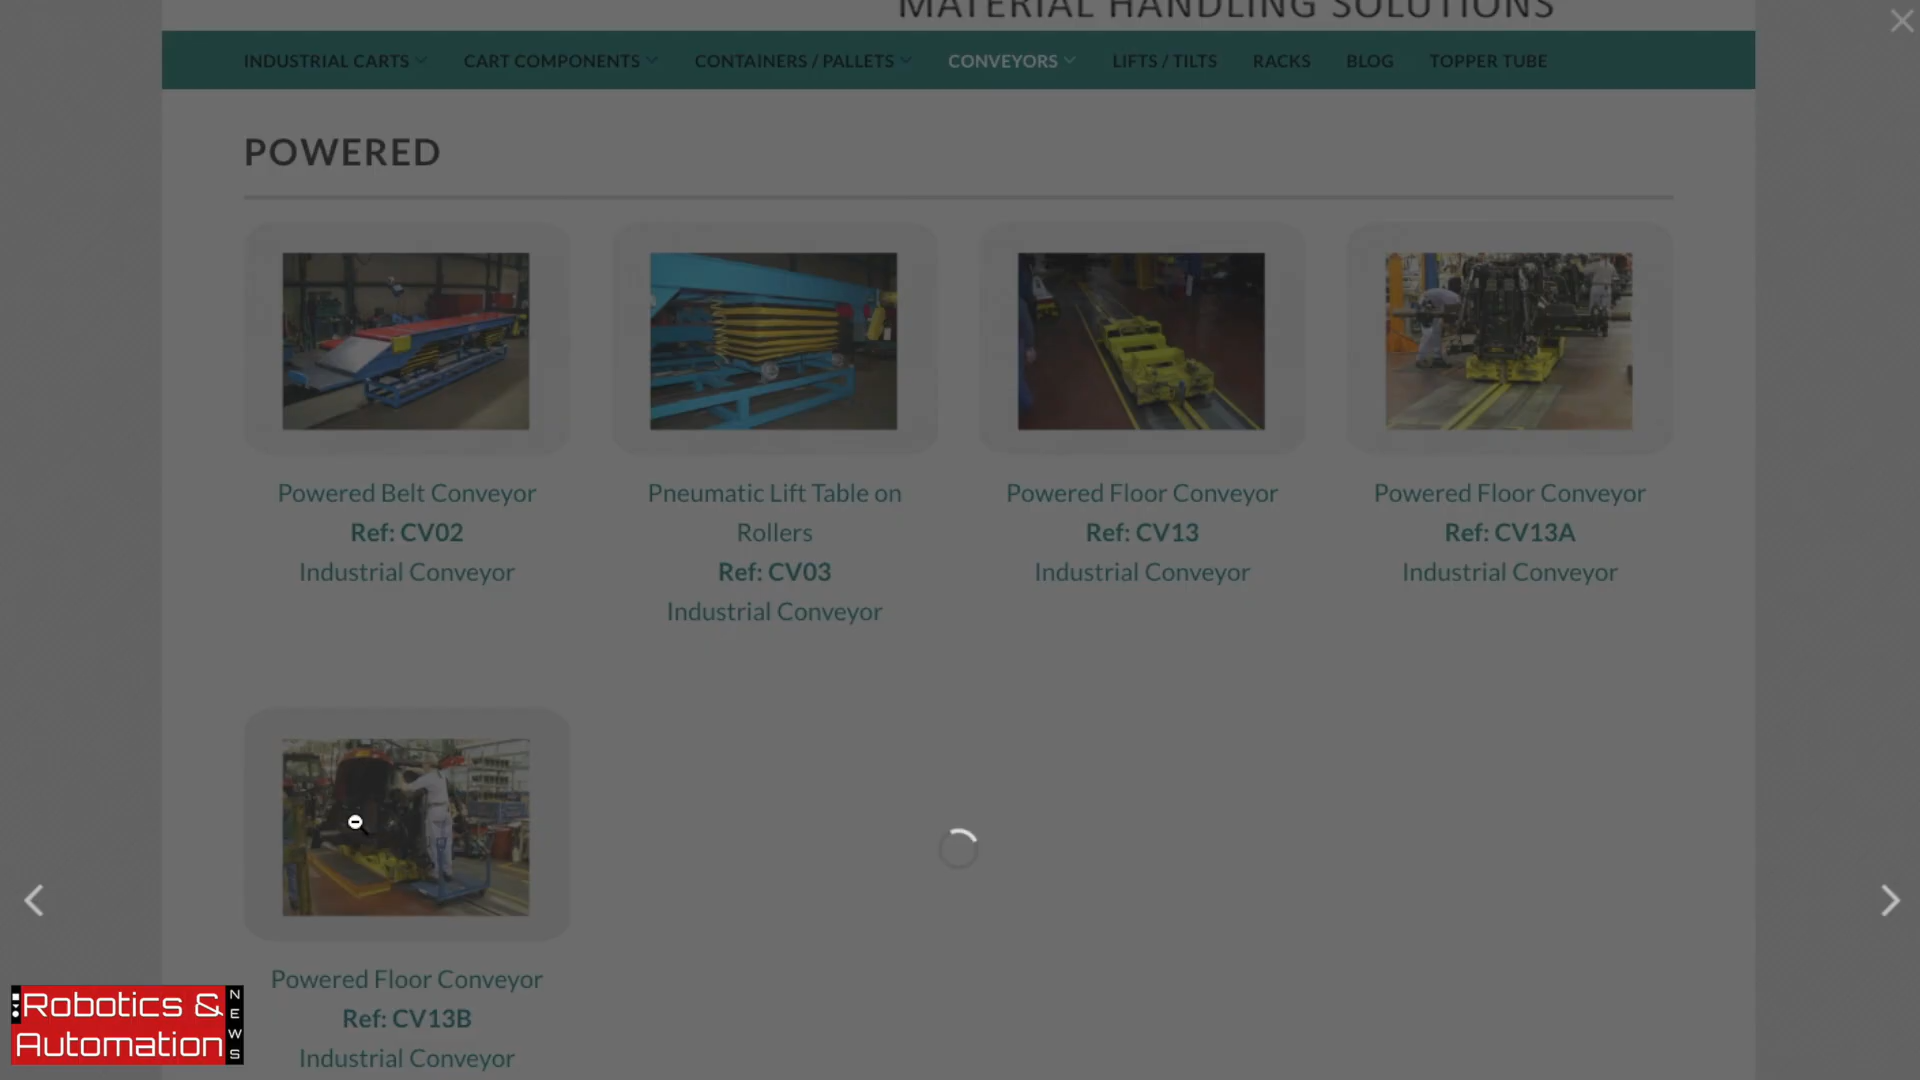 MATERIAL HANDLING SOLUTIONS
INDUSTRIAL CARTS CART COMPONENTS CONTAINERS / PALLETS CONVEYORS LIFTS / TILTS RACKS BLOG TOPPER TUBE
POWERED
Powered Belt Conveyor
Ref: CV02
Industrial Conveyor
Pneumatic Lift Table on
Rollers
Ref: CV03
Industrial Conveyor
Powered Floor Conveyor
Ref: CV13
Industrial Conveyor
Powered Floor Conveyor
Ref: CV13A
Industrial Conveyor
Powered Floor Conveyor
Ref: CV13B
Industrial Conveyor
Robotics &
Automation
NEWS